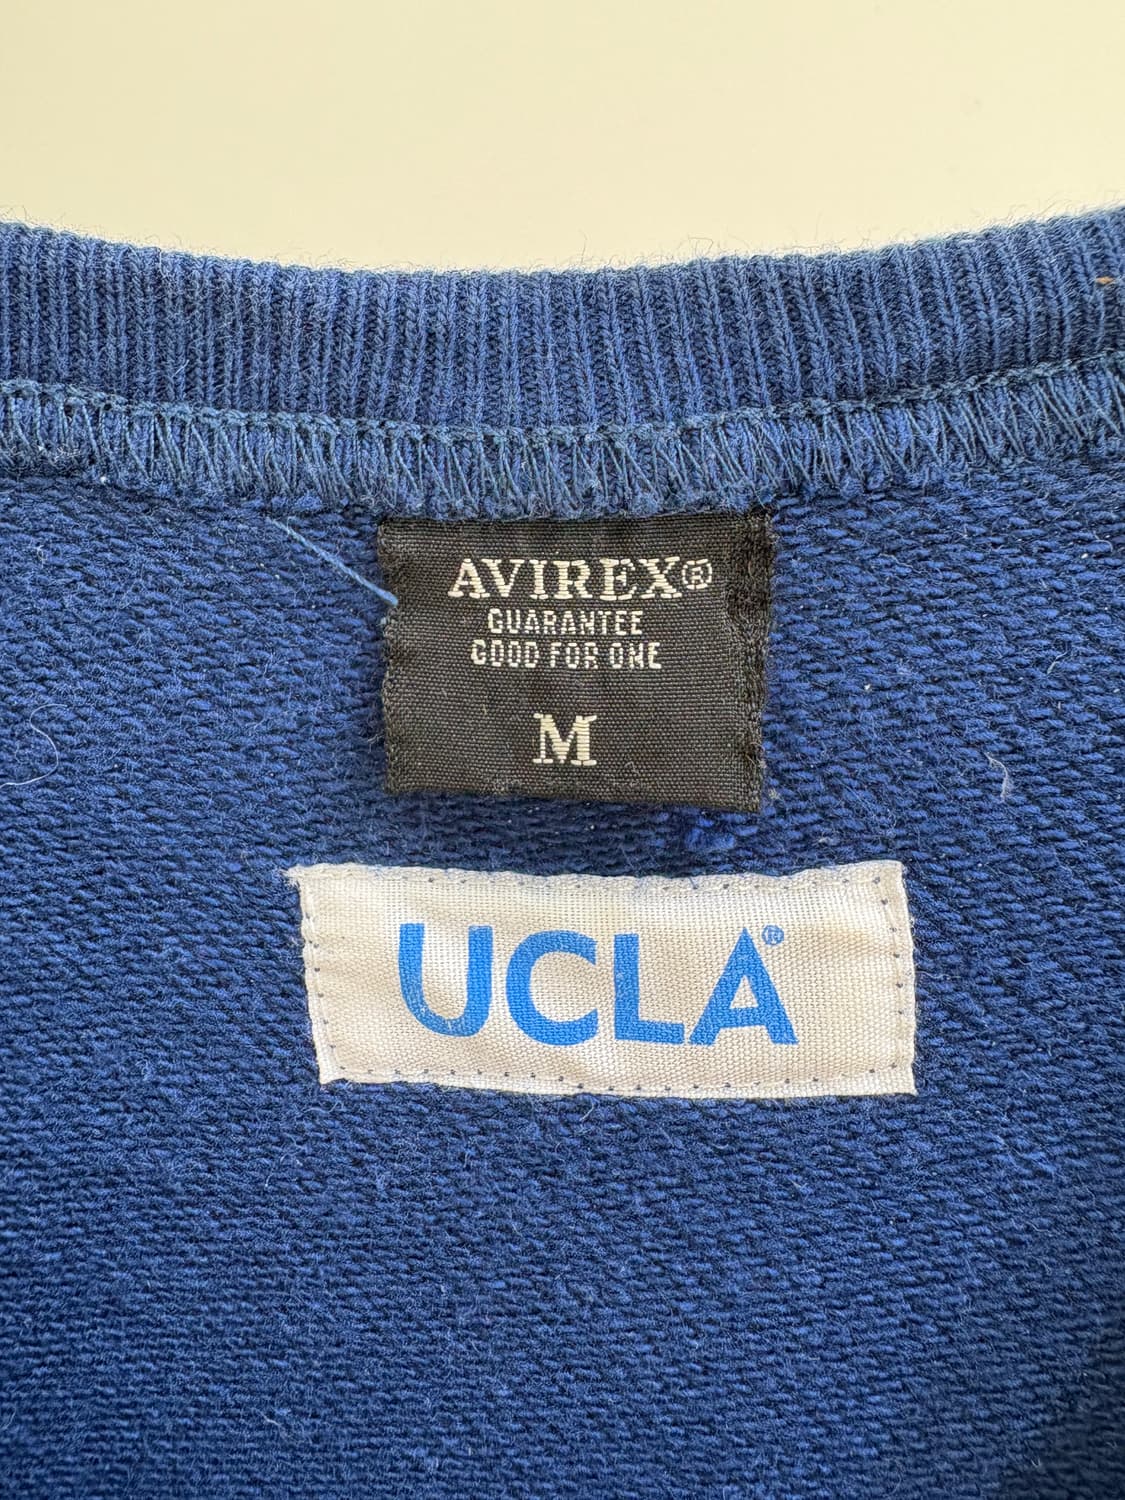 AVIREX®
GUARANTEE
GOOD FOR ONE
M
UCLA®